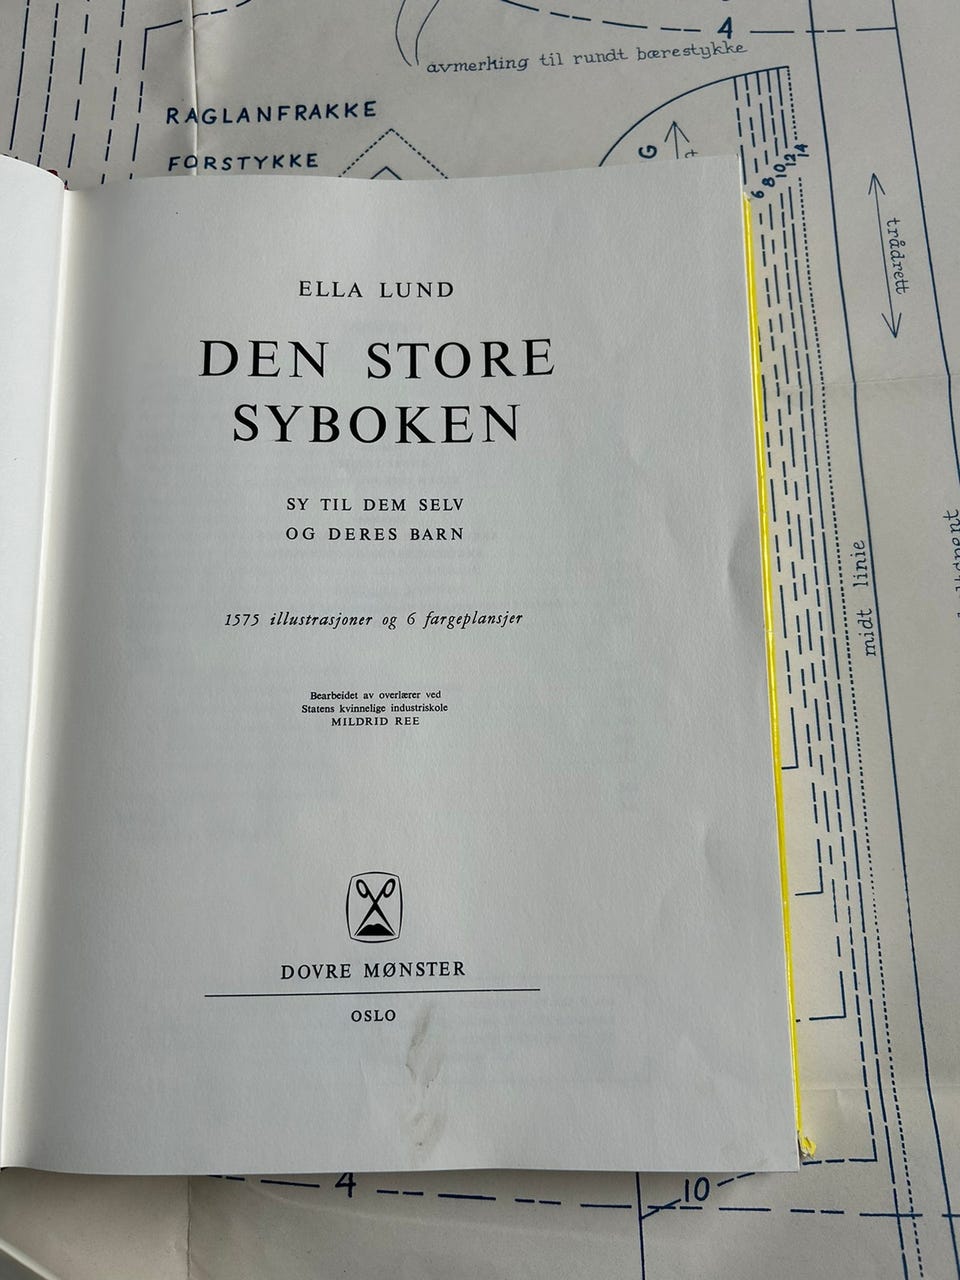 4
avmerking til rundt bærestykke
RAGLANFRAKKE
FORSTYKKE
G
6 8 10 12 14
trådrett
ELLA LUND
DEN STORE
SYBOKEN
SY TIL DEM SELV
OG DERES BARN
1575 illustrasjoner og 6 fargeplansjer
Bearbeidet av overlærer ved
Statens kvinnelige industriskole
MILDRID REE
DOVRE MØNSTER
OSLO
midt linie
4
10